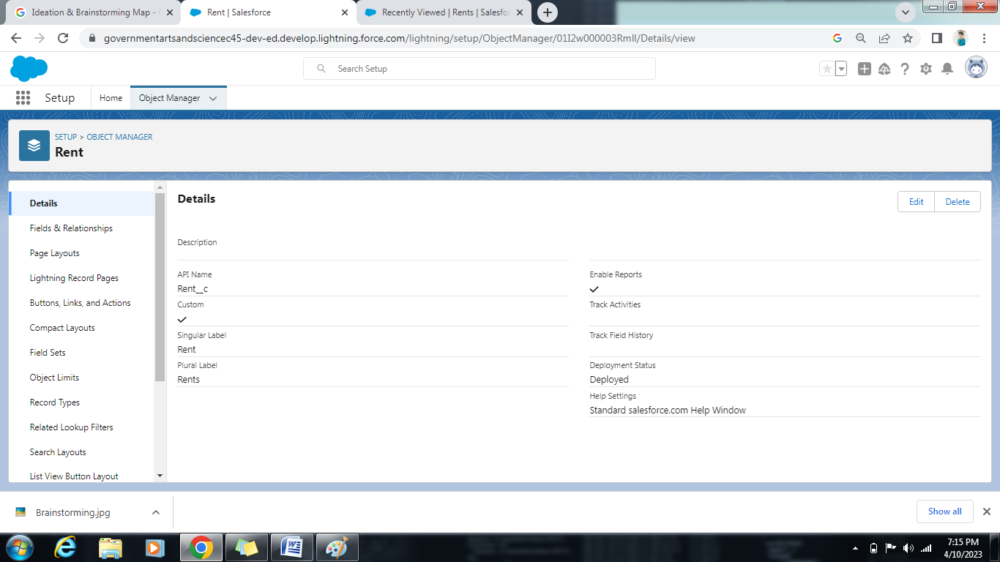 Ideation & Brainstorming Map -
Rent | Salesforce
Recently Viewed | Rents | Salesfo
governmentartsandsciencec45-dev-ed.develop.lightning.force.com/lightning/setup/ObjectManager/01I2w000003RmlI/Details/view
Search Setup
Setup
Home
Object Manager
SETUP > OBJECT MANAGER
Rent
Details
Fields & Relationships
Page Layouts
Lightning Record Pages
Buttons, Links, and Actions
Compact Layouts
Field Sets
Object Limits
Record Types
Related Lookup Filters
Search Layouts
List View Button Layout
Details
Edit
Delete
Description
API Name
Rent__c
Custom
Singular Label
Rent
Plural Label
Rents
Enable Reports
Track Activities
Track Field History
Deployment Status
Deployed
Help Settings
Standard salesforce.com Help Window
Brainstorming.jpg
Show all
7:15 PM
4/10/2023